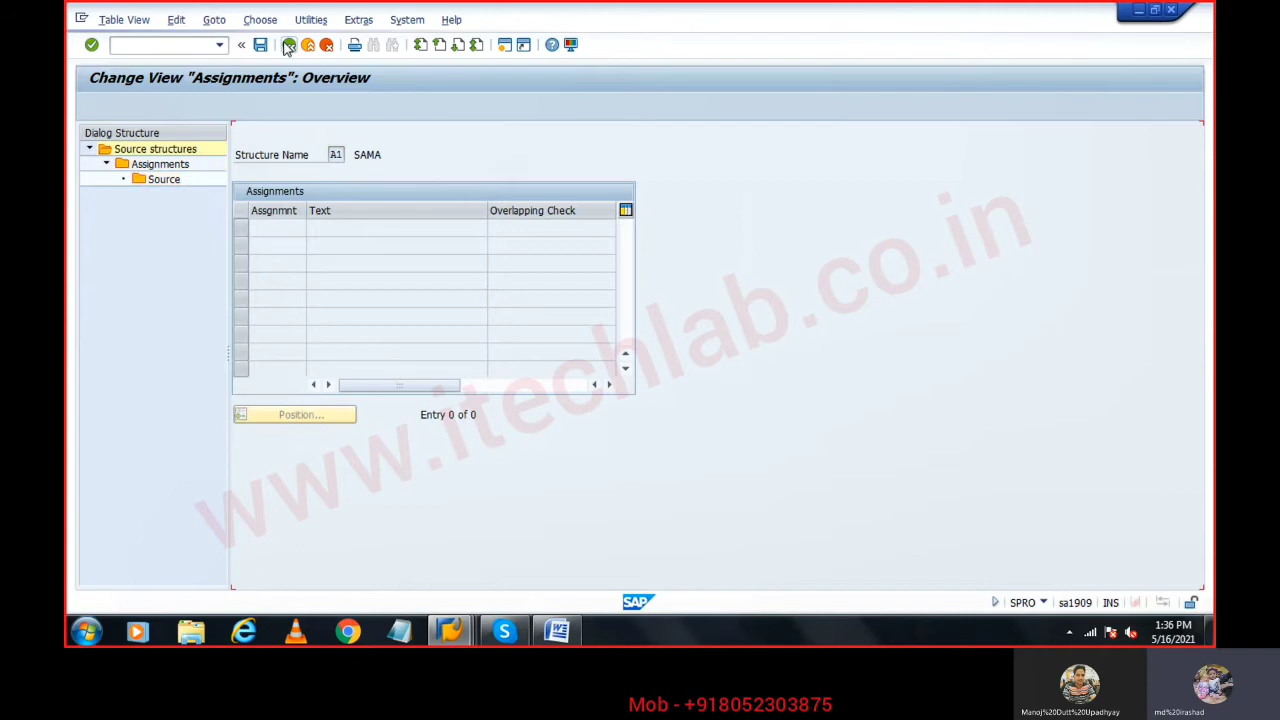 Table View Edit Goto Choose Utilities Extras System Help
Change View "Assignments": Overview
Dialog Structure
Source structures
Assignments
Source
Structure Name A1 SAMA
Assignments
Assgnmnt Text Overlapping Check
Position...
Entry 0 of 0
www.itechlab.co.in
SAP
SPRO sa1909 INS
1:36 PM
5/16/2021
Manoj%20Dutt%20Upadhyay
md%20irashad
Mob - +918052303875